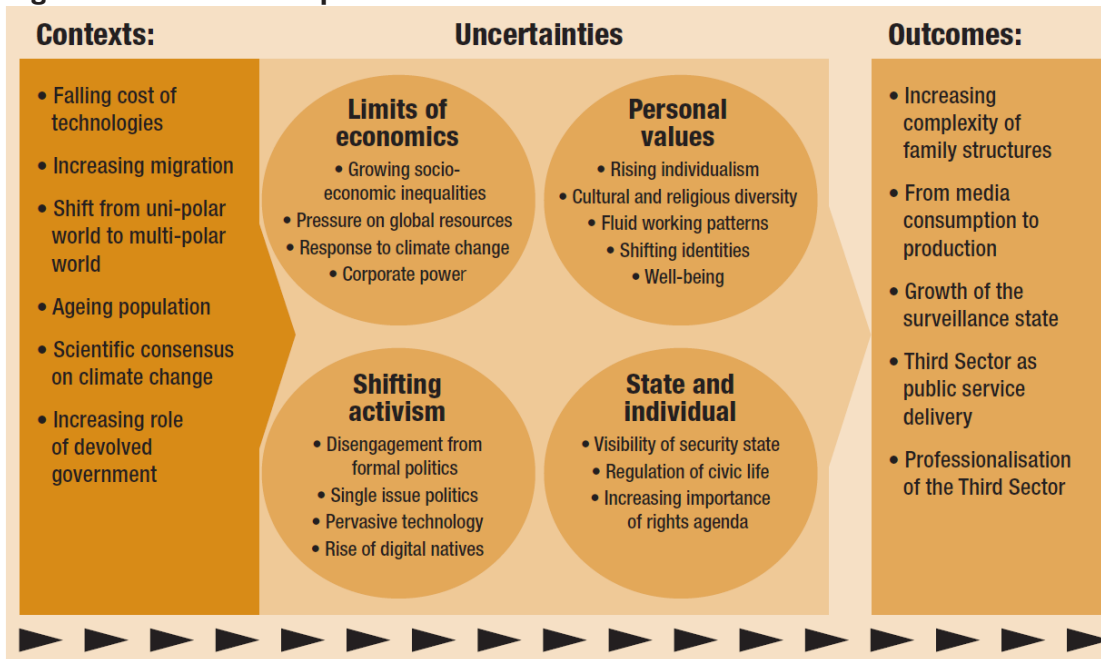 Contexts:
• Falling cost of
technologies
• Increasing migration
• Shift from uni-polar
world to multi-polar
world
• Ageing population
• Scientific consensus
on climate change
• Increasing role
of devolved
government
Uncertainties
Limits of
economics
• Growing socio-
economic inequalities
• Pressure on global resources
• Response to climate change
• Corporate power
Personal
values
• Rising individualism
• Cultural and religious diversity
• Fluid working patterns
• Shifting identities
• Well-being
Shifting
activism
• Disengagement from
formal politics
• Single issue politics
• Pervasive technology
• Rise of digital natives
State and
individual
• Visibility of security state
• Regulation of civic life
• Increasing importance
of rights agenda
Outcomes:
• Increasing
complexity of
family structures
• From media
consumption to
production
• Growth of the
surveillance state
• Third Sector as
public service
delivery
• Professionalisation
of the Third Sector